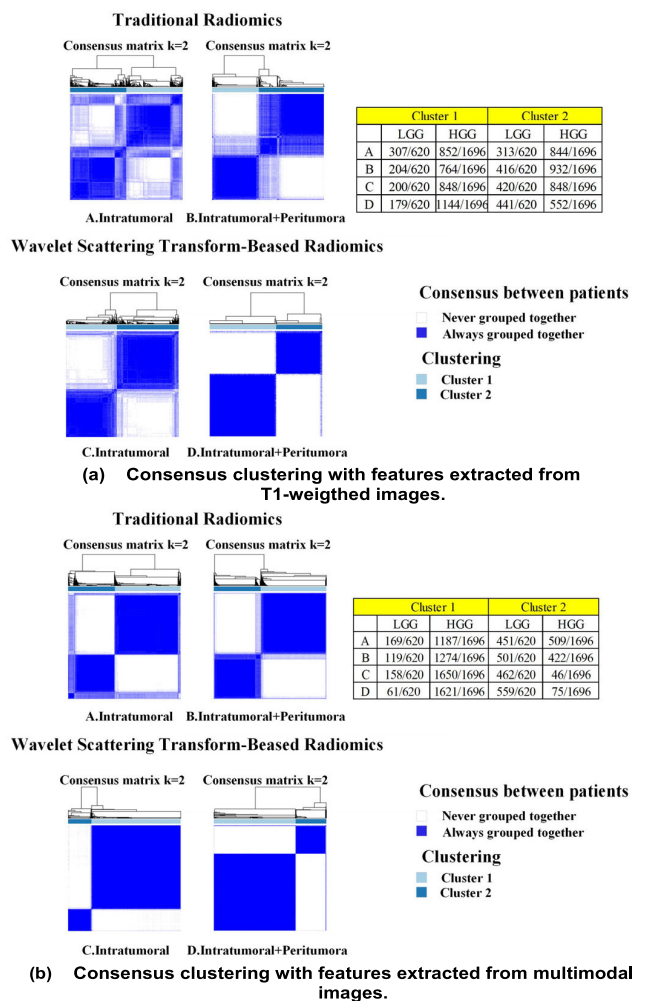 Traditional Radiomics
Consensus matrix k=2 Consensus matrix k=2
Cluster 1 Cluster 2
LGG HGG LGG HGG
A 307/620 852/1696 313/620 844/1696
B 204/620 764/1696 416/620 932/1696
C 200/620 848/1696 420/620 848/1696
D 179/620 1144/1696 441/620 552/1696
A.Intratumoral B.Intratumoral+Peritumora
Wavelet Scattering Transform-Beased Radiomics
Consensus matrix k=2 Consensus matrix k=2
Consensus between patients
Never grouped together
Always grouped together
Clustering
Cluster 1
Cluster 2
C.Intratumoral D.Intratumoral+Peritumora
(a) Consensus clustering with features extracted from
T1-weigthed images.
Traditional Radiomics
Consensus matrix k=2 Consensus matrix k=2
Cluster 1 Cluster 2
LGG HGG LGG HGG
A 169/620 1187/1696 451/620 509/1696
B 119/620 1274/1696 501/620 422/1696
C 158/620 1650/1696 462/620 46/1696
D 61/620 1621/1696 559/620 75/1696
A.Intratumoral B.Intratumoral+Peritumora
Wavelet Scattering Transform-Beased Radiomics
Consensus matrix k=2 Consensus matrix k=2
Consensus between patients
Never grouped together
Always grouped together
Clustering
Cluster 1
Cluster 2
C.Intratumoral D.Intratumoral+Peritumora
(b) Consensus clustering with features extracted from multimodal
images.